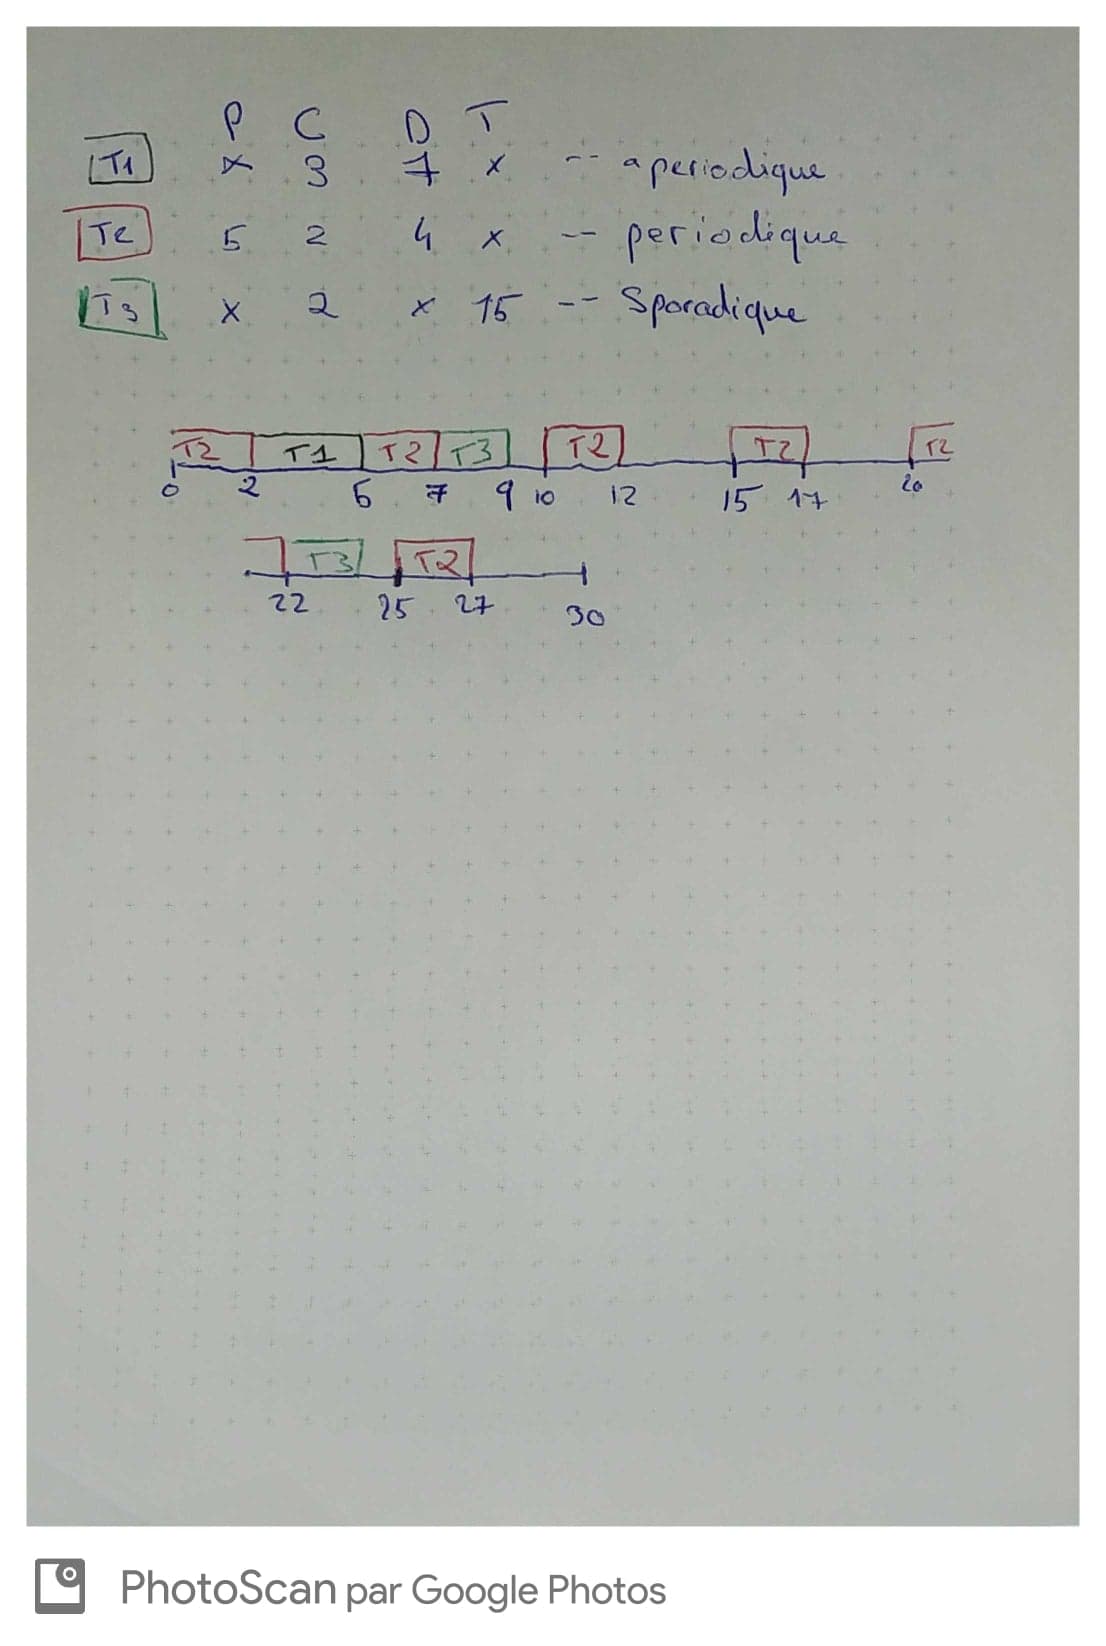 P C D T
T1 x 3 7 x -- aperiodique
T2 5 2 4 x -- periodique
T3 x 2 x 15 -- Sporadique
T2 T1 T2 T3 T2 T2 T2
0 2 5 7 9 10 12 15 17 20
T3 T2
22 25 27 30
PhotoScan par Google Photos